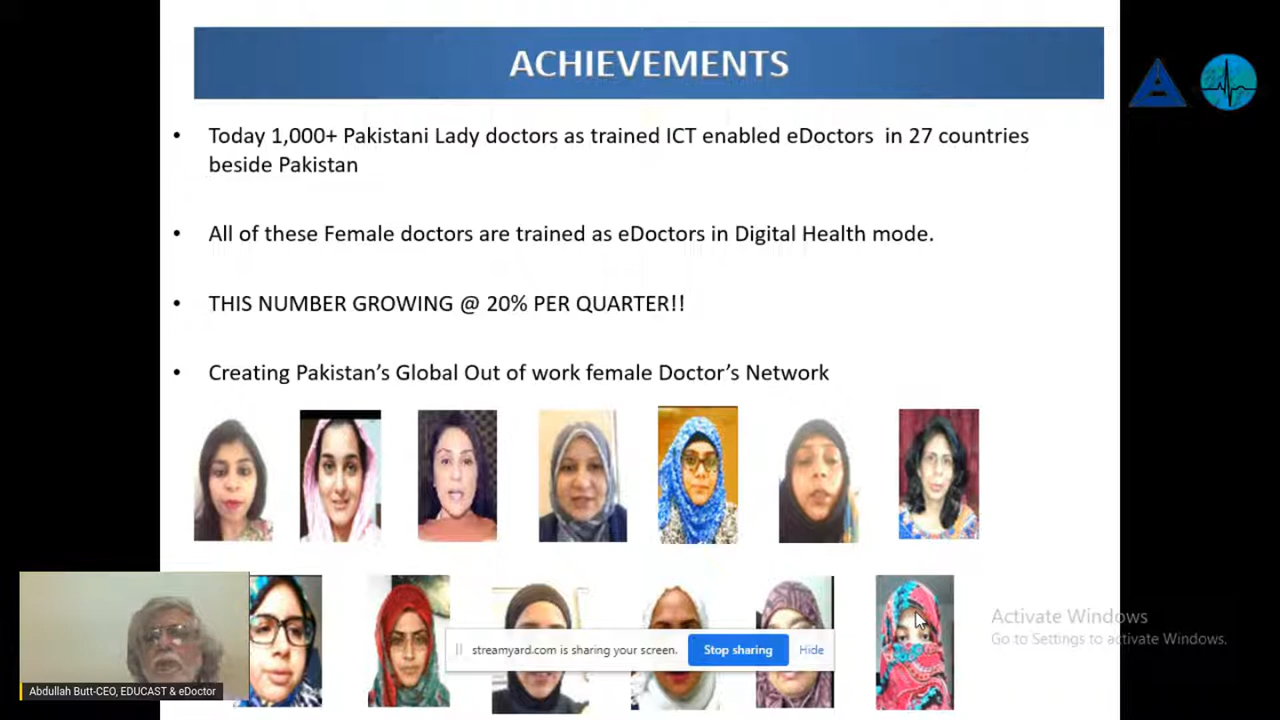 ACHIEVEMENTS
• Today 1,000+ Pakistani Lady doctors as trained ICT enabled eDoctors in 27 countries
beside Pakistan
• All of these Female doctors are trained as eDoctors in Digital Health mode.
• THIS NUMBER GROWING @ 20% PER QUARTER!!
• Creating Pakistan's Global Out of work female Doctor's Network
Activate Windows
Go to Settings to activate Windows.
streamyard.com is sharing your screen. Stop sharing Hide
Abdullah Butt-CEO, EDUCAST & eDoctor